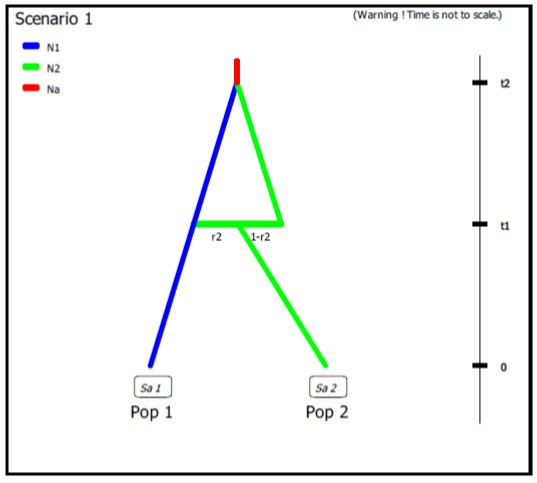 Scenario 1
(Warning ! Time is not to scale.)
N1
N2
Na
t2
r2
1-r2
t1
0
Sa 1
Sa 2
Pop 1
Pop 2